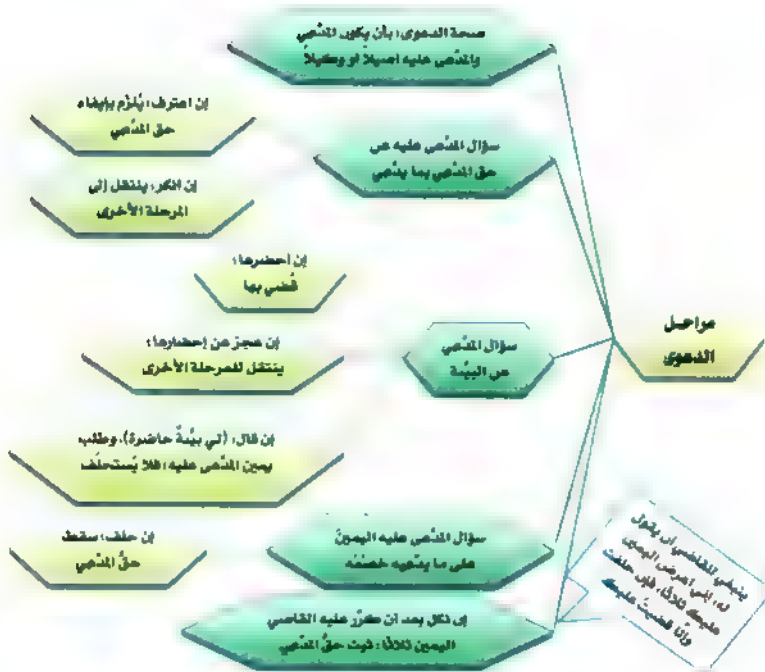 مراحل
الدعوى
صحة الدعوى؛ بأن يكون المدَّعي
والمدَّعى عليه أصيلاً أو وكيلاً
سؤال المدَّعى عليه عن
حق المدَّعي بما يدَّعي
إن اعترف؛ يُلزَم بإيفاء
حق المدَّعي
إن أنكر؛ ينتقل إلى
المرحلة الأخرى
سؤال المدَّعي
عن البيِّنة
إن أحضرها؛
قُضي بها
إن عجز عن إحضارها؛
ينتقل للمرحلة الأخرى
إن قال: (لي بيِّنةٌ حاضرة)، وطلب
يمين المدَّعى عليه؛ فلا يُستحلَف
سؤال المدَّعى عليه اليمينَ
على ما يدَّعيه خصمُه
إن حلف؛ سقط
حقُّ المدَّعي
إن نكل بعد أن كرَّر عليه القاضي
اليمين ثلاثًا؛ ثبت حقُّ المدَّعي
ينبغي للقاضي أن يقول
له: إني أعرض اليمين
عليك ثلاثًا، فإن حلفت
وإلا قضيتُ عليك